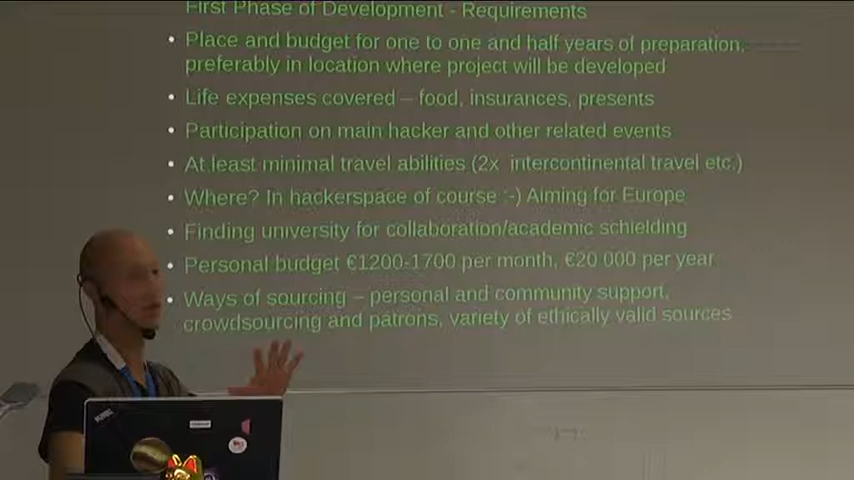 First Phase of Development - Requirements
• Place and budget for one to one and half years of preparation,
preferably in location where project will be developed
• Life expenses covered – food, insurances, presents
• Participation on main hacker and other related events
• At least minimal travel abilities (2x intercontinental travel etc.)
• Where? In hackerspace of course :-) Aiming for Europe
• Finding university for collaboration/academic schielding
• Personal budget €1200-1700 per month, €20 000 per year
• Ways of sourcing – personal and community support,
crowdsourcing and patrons, variety of ethically valid sources